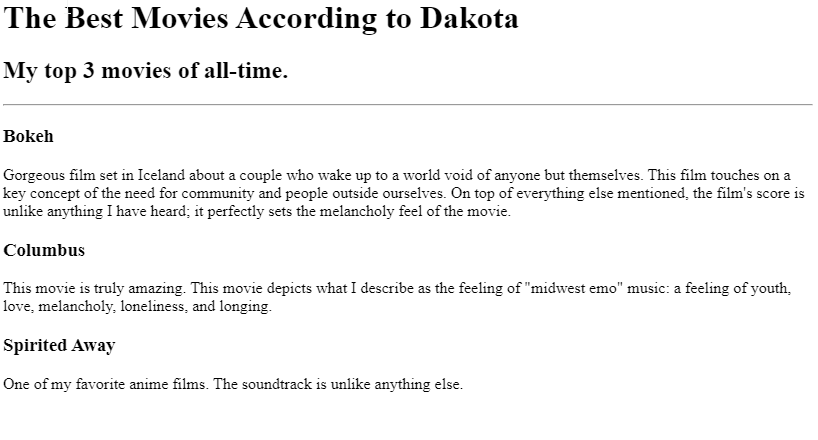 The Best Movies According to Dakota
My top 3 movies of all-time.
Bokeh
Gorgeous film set in Iceland about a couple who wake up to a world void of anyone but themselves. This film touches on a
key concept of the need for community and people outside ourselves. On top of everything else mentioned, the film's score is
unlike anything I have heard; it perfectly sets the melancholy feel of the movie.
Columbus
This movie is truly amazing. This movie depicts what I describe as the feeling of "midwest emo" music: a feeling of youth,
love, melancholy, loneliness, and longing.
Spirited Away
One of my favorite anime films. The soundtrack is unlike anything else.